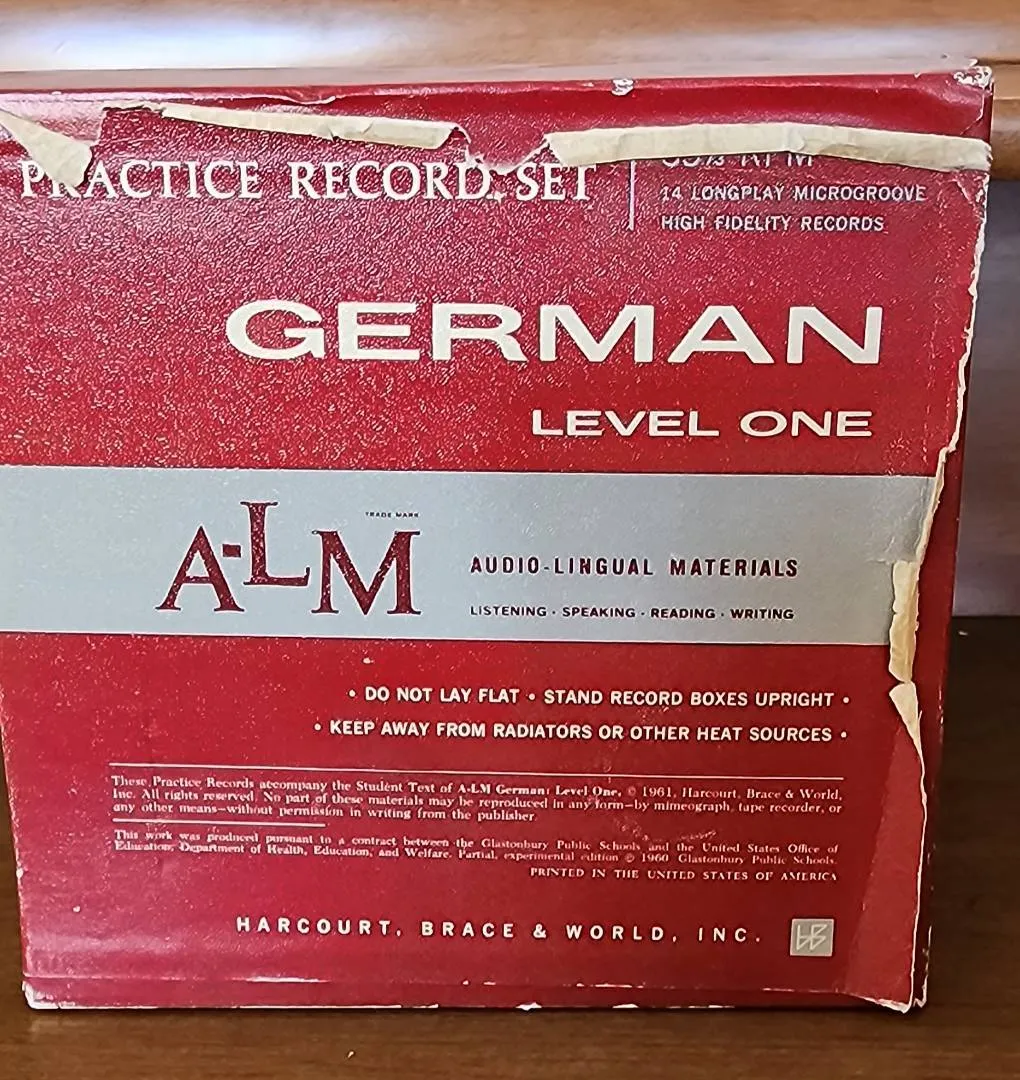 PRACTICE RECORD SET
33⅓ RPM
14 LONGPLAY MICROGROOVE
HIGH FIDELITY RECORDS
GERMAN
LEVEL ONE
A-LM
TRADE MARK
AUDIO-LINGUAL MATERIALS
LISTENING · SPEAKING · READING · WRITING
• DO NOT LAY FLAT • STAND RECORD BOXES UPRIGHT •
• KEEP AWAY FROM RADIATORS OR OTHER HEAT SOURCES •
These Practice Records accompany the Student Text of A-LM German: Level One, © 1961, Harcourt, Brace & World,
Inc. All rights reserved. No part of these materials may be reproduced in any form—by mimeograph, tape recorder, or
any other means—without permission in writing from the publisher.
This work was produced pursuant to a contract between the Glastonbury Public Schools and the United States Office of
Education, Department of Health, Education, and Welfare. Partial, experimental edition © 1960 Glastonbury Public Schools.
PRINTED IN THE UNITED STATES OF AMERICA
HARCOURT, BRACE & WORLD, INC.
HB